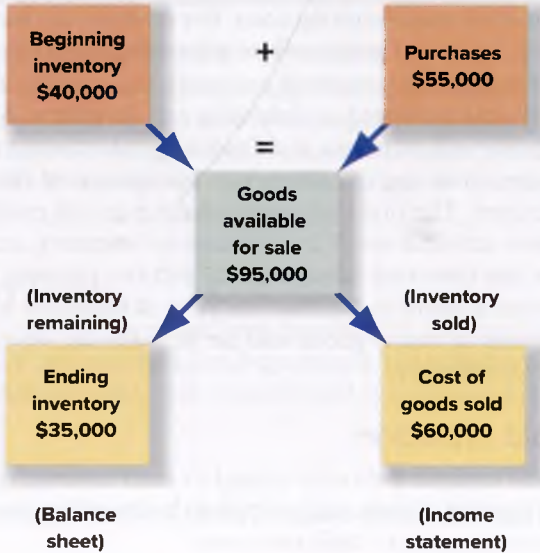 Beginning
inventory
$40,000
+
Purchases
$55,000
=
Goods
available
for sale
$95,000
(Inventory
remaining)
(Inventory
sold)
Ending
inventory
$35,000
Cost of
goods sold
$60,000
(Balance
sheet)
(Income
statement)